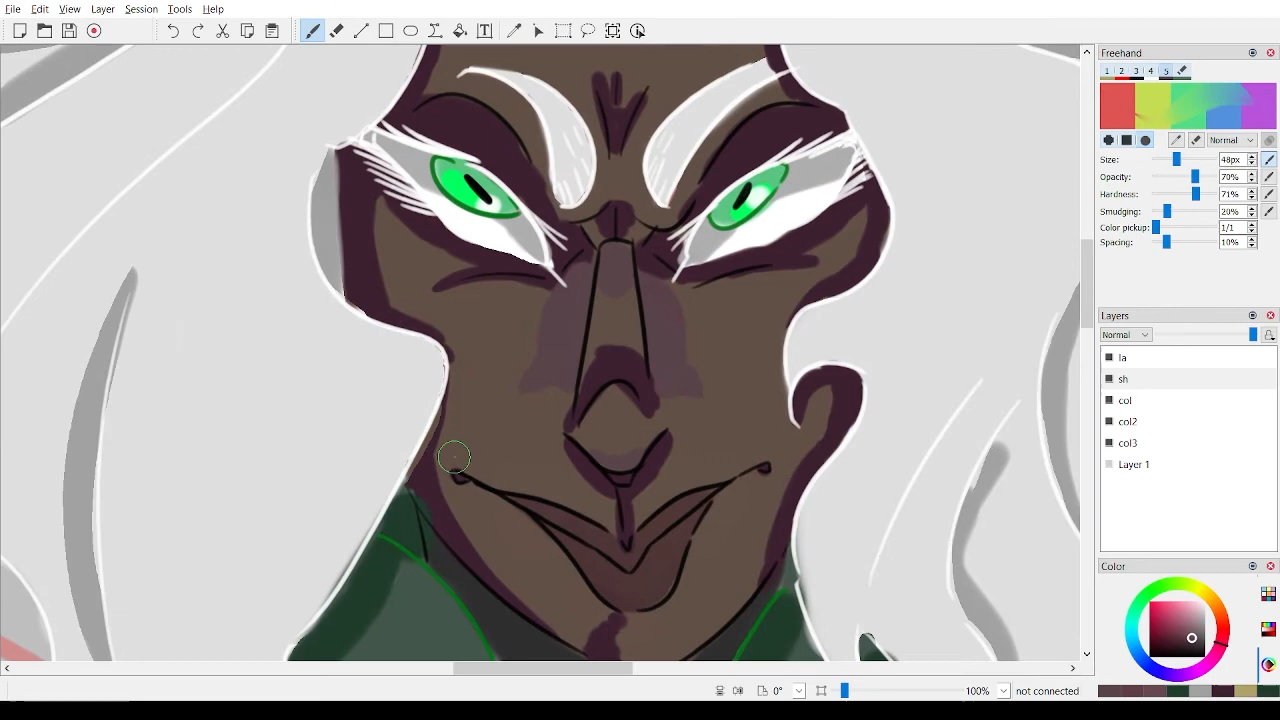 File Edit View Layer Session Tools Help
Freehand
1 2 3 4 5
Normal
Size: 48px
Opacity: 70%
Hardness: 71%
Smudging: 20%
Color pickup: 1/1
Spacing: 10%
Layers
Normal
la
sh
col
col2
col3
Layer 1
Color
0° 100% not connected